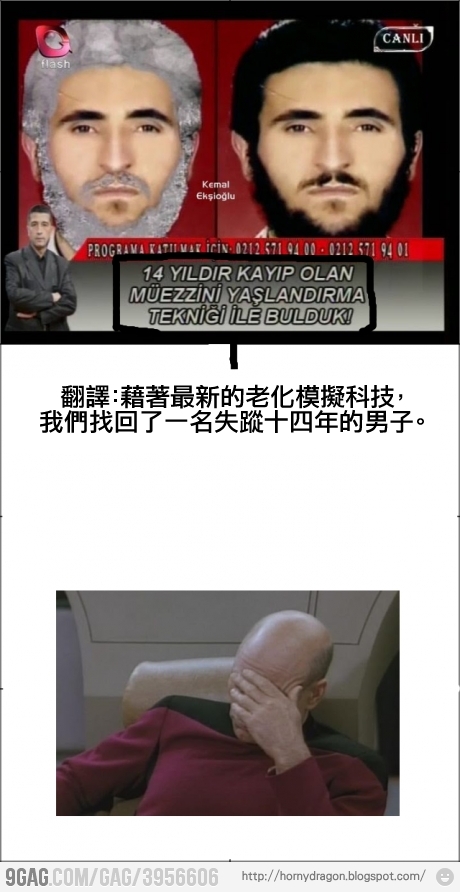 flash
CANLI
Kemal
Ekşioğlu
PROGRAMA KATILMAK İÇİN: 0212 571 94 00 - 0212 571 94 01
14 YILDIR KAYIP OLAN
MÜEZZİNİ YAŞLANDIRMA
TEKNİĞİ İLE BULDUK!
翻譯:藉著最新的老化模擬科技,
我們找回了一名失蹤十四年的男子。
9GAG.COM/GAG/3956606
http://hornydragon.blogspot.com/